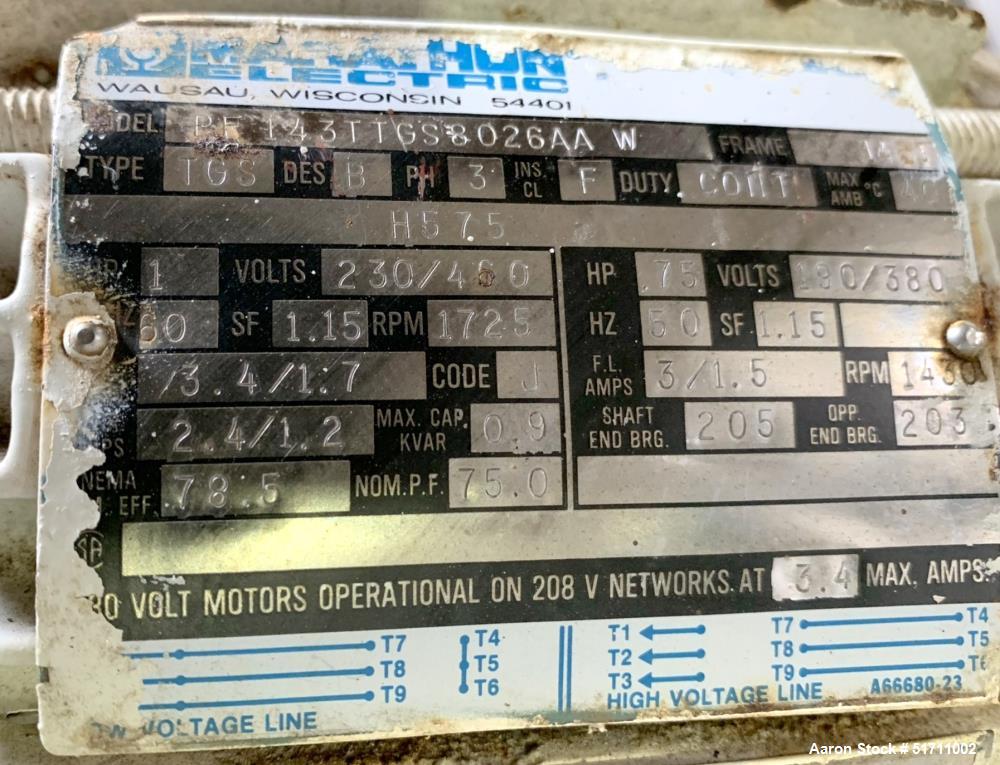 MARATHON
ELECTRIC
WAUSAU, WISCONSIN 54401
143TTGS8026AA W FRAME
TYPE TGS DES B PH 3 INS. CL F DUTY CONT MAX AMB °C 40
H575
1 VOLTS 230/460 HP .75 VOLTS 190/380
60 SF 1.15 RPM 1725 HZ 50 SF 1.15
/3.4/1.7 CODE J F.L. AMPS 3/1.5 RPM 1430
2.4/1.2 MAX. CAP. KVAR 0.9 SHAFT END BRG. 205 OPP. END BRG. 203
NEMA EFF. 78.5 NOM. P.F. 75.0
VOLT MOTORS OPERATIONAL ON 208 V NETWORKS AT 3.4 MAX. AMPS
T7 T4 T1 T7 T4
T8 T5 T2 T8 T5
T9 T6 T3 T9 T6
VOLTAGE LINE HIGH VOLTAGE LINE A66680-23
Aaron Stock # 51711002